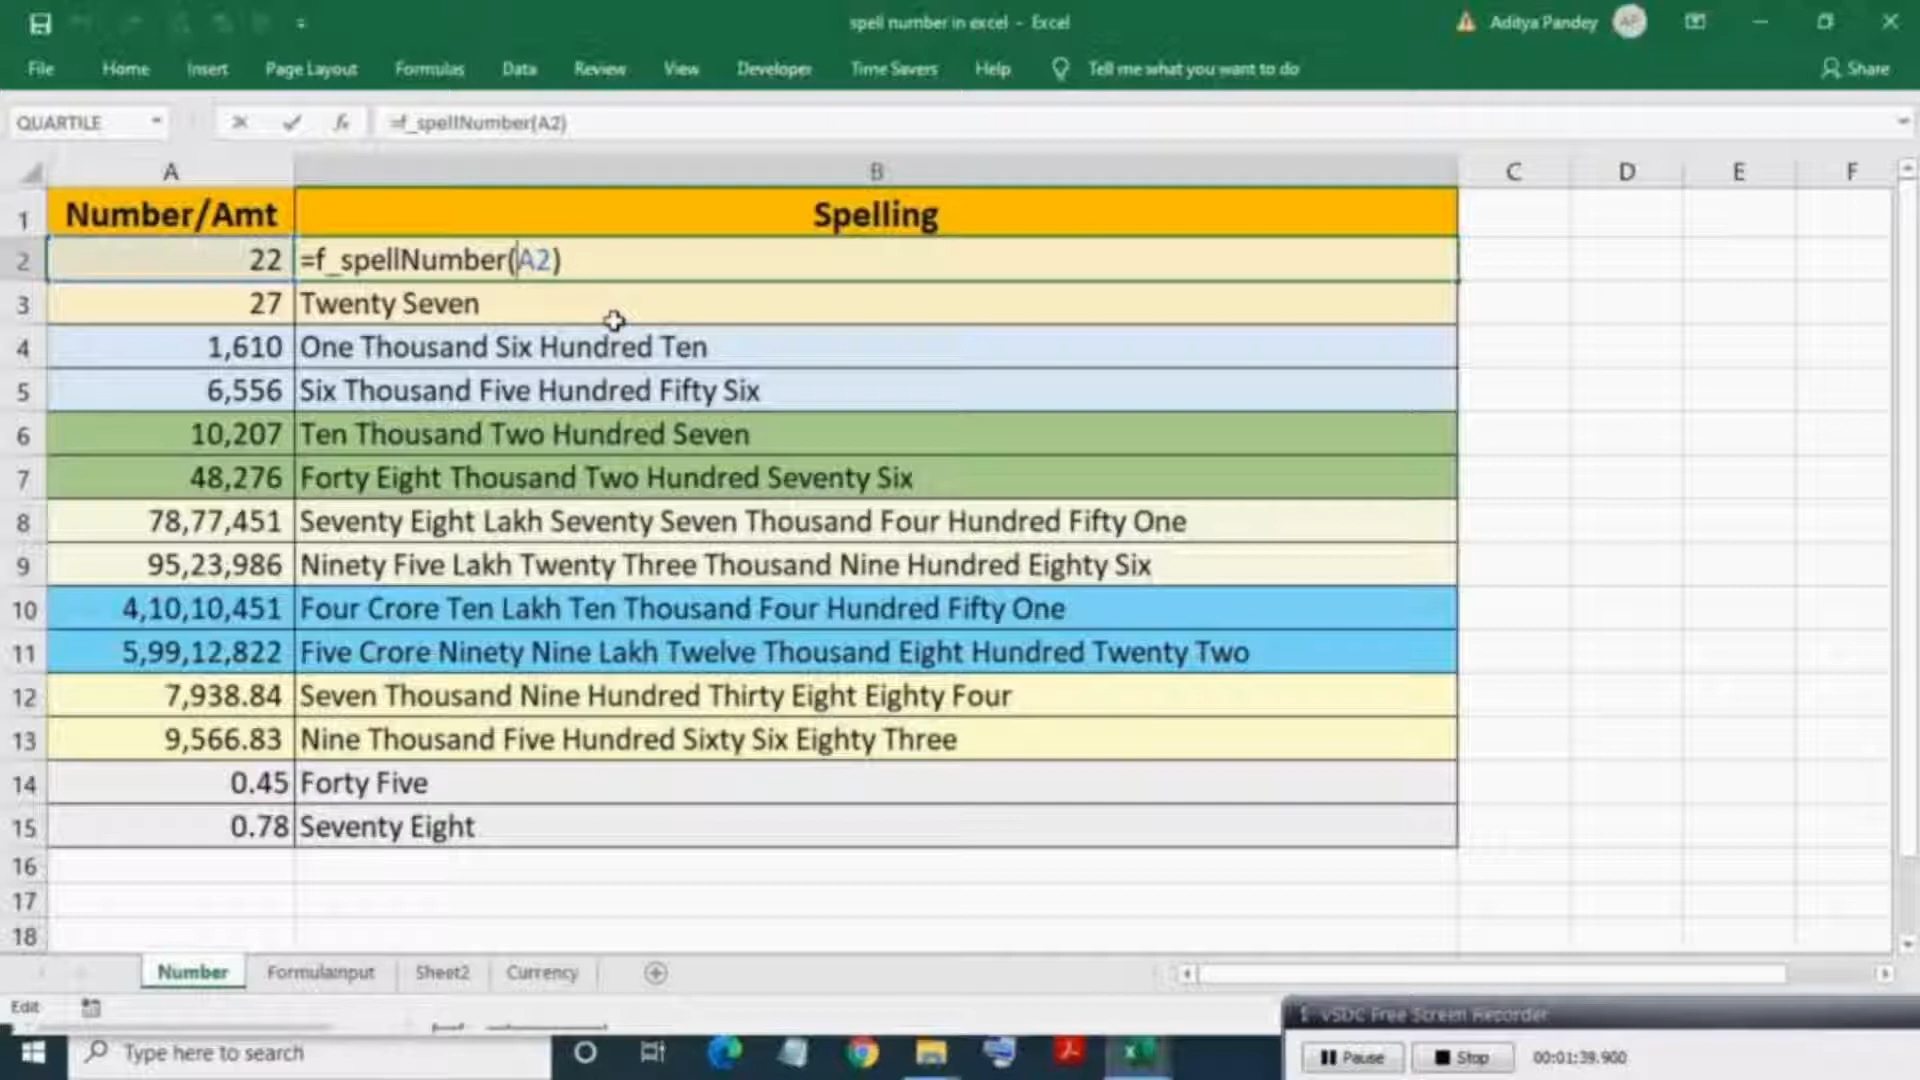 spell number in excel - Excel
Aditya Pandey AP
File Home Insert Page Layout Formulas Data Review View Developer Time Savers Help Tell me what you want to do Share
QUARTILE fx =f_spellNumber(A2)
A B C D E F
1 Number/Amt Spelling
2 22 =f_spellNumber(A2)
3 27 Twenty Seven
4 1,610 One Thousand Six Hundred Ten
5 6,556 Six Thousand Five Hundred Fifty Six
6 10,207 Ten Thousand Two Hundred Seven
7 48,276 Forty Eight Thousand Two Hundred Seventy Six
8 78,77,451 Seventy Eight Lakh Seventy Seven Thousand Four Hundred Fifty One
9 95,23,986 Ninety Five Lakh Twenty Three Thousand Nine Hundred Eighty Six
10 4,10,10,451 Four Crore Ten Lakh Ten Thousand Four Hundred Fifty One
11 5,99,12,822 Five Crore Ninety Nine Lakh Twelve Thousand Eight Hundred Twenty Two
12 7,938.84 Seven Thousand Nine Hundred Thirty Eight Eighty Four
13 9,566.83 Nine Thousand Five Hundred Sixty Six Eighty Three
14 0.45 Forty Five
15 0.78 Seventy Eight
16
17
18
Number FormulaInput Sheet2 Currency
Edit
VSDC Free Screen Recorder
Type here to search
Pause Stop 00:01:39.900